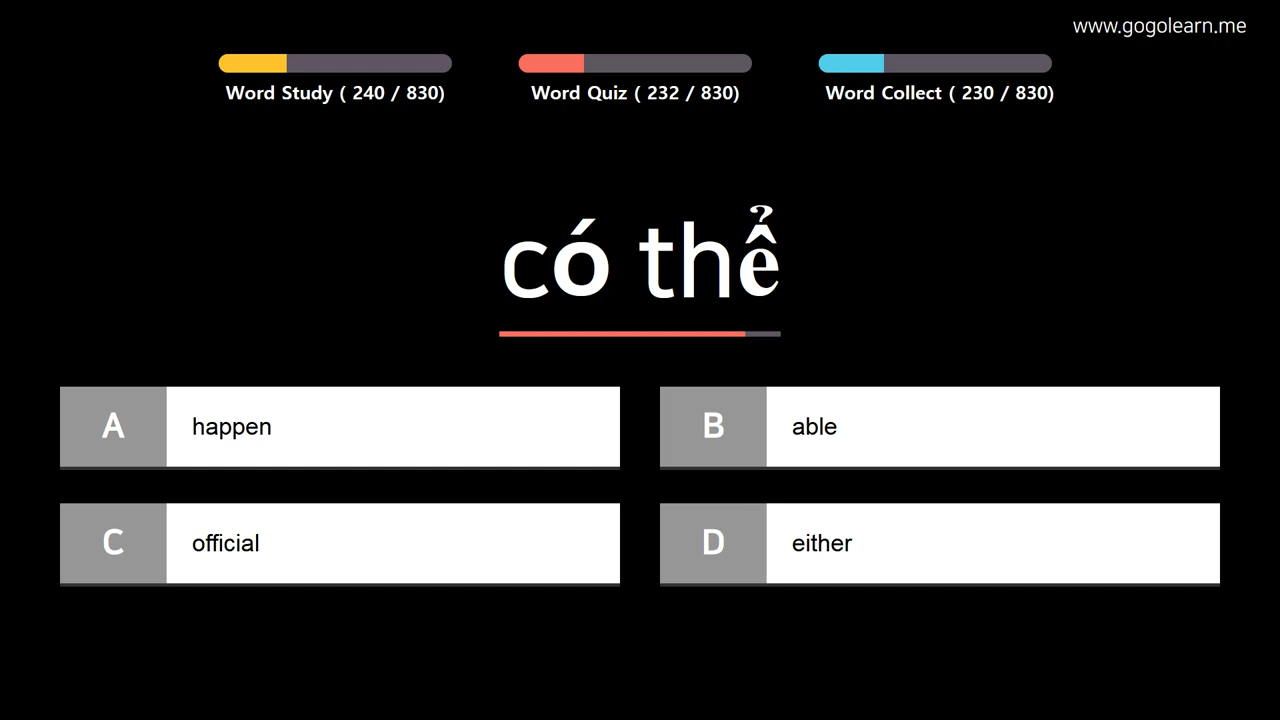 www.gogolearn.me
Word Study ( 240 / 830)
Word Quiz ( 232 / 830)
Word Collect ( 230 / 830)
có thể
A happen
B able
C official
D either